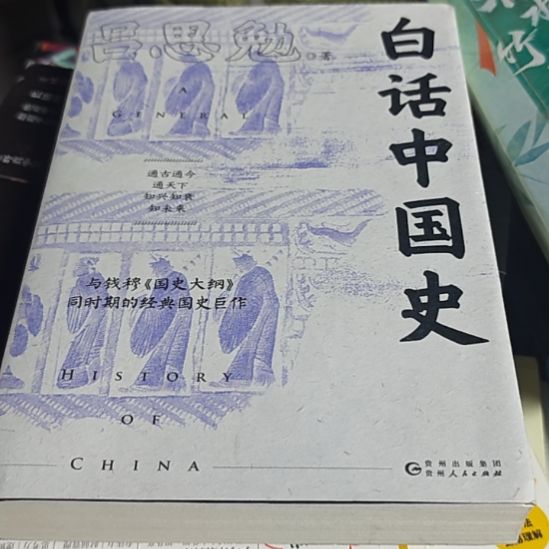 吕思勉 著
白话中国史
A
GENERAL
通古通今
通天下
知兴知衰
知未来
与钱穆《国史大纲》
同时期的经典国史巨作
HISTORY
OF
CHINA
贵州出版集团
贵州人民出版社